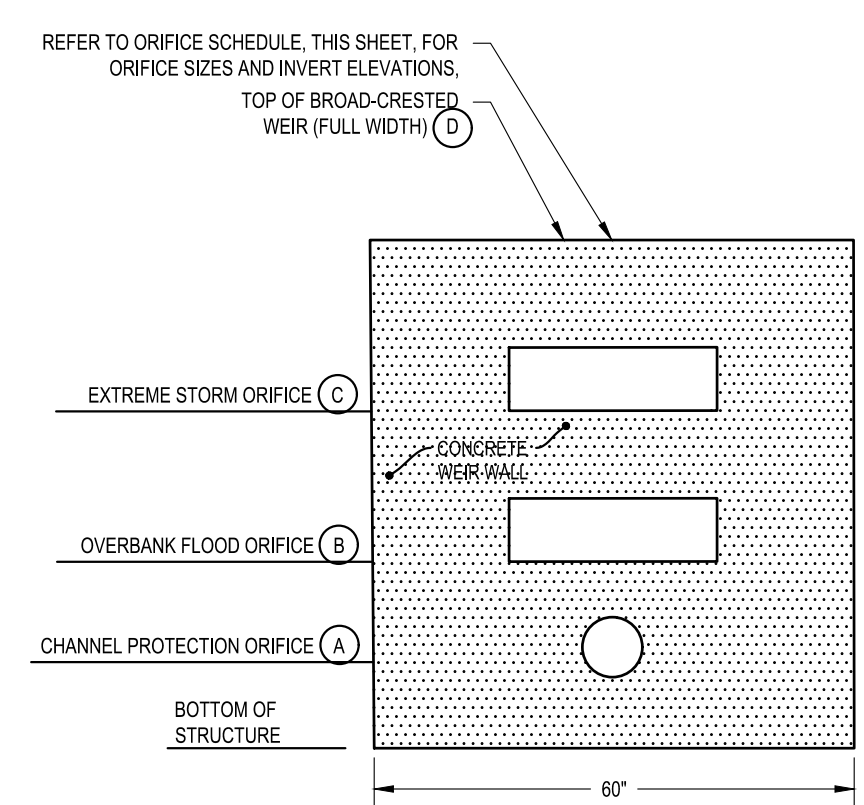 REFER TO ORIFICE SCHEDULE, THIS SHEET, FOR
ORIFICE SIZES AND INVERT ELEVATIONS,
TOP OF BROAD-CRESTED
WEIR (FULL WIDTH) D
EXTREME STORM ORIFICE C
CONCRETE
WEIR WALL
OVERBANK FLOOD ORIFICE B
CHANNEL PROTECTION ORIFICE A
BOTTOM OF
STRUCTURE
60"